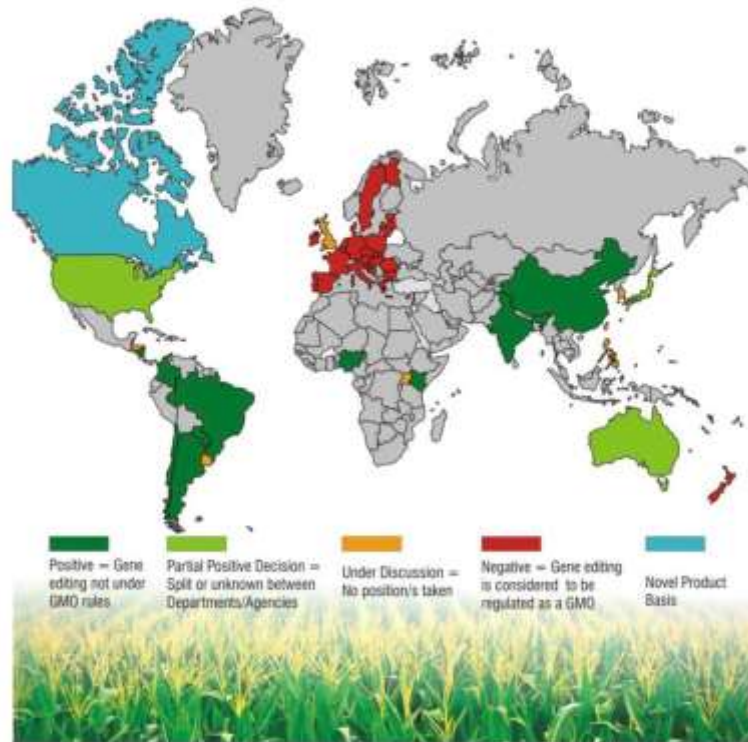 Positive = Gene
editing not under
GMO rules
Partial Positive Decision =
Split or unknown between
Departments/Agencies
Under Discussion =
No position/s taken
Negative = Gene editing
is considered to be
regulated as a GMO
Novel Product
Basis